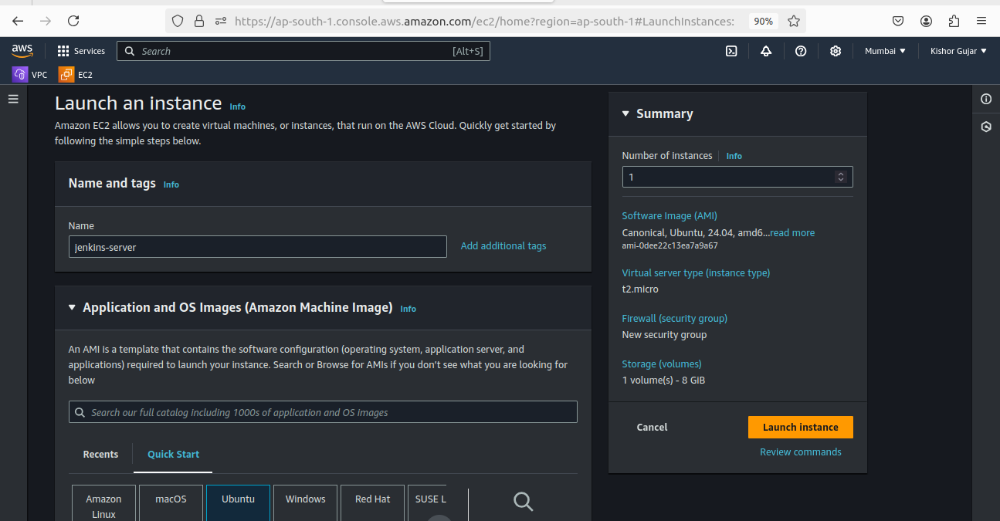 https://ap-south-1.console.aws.amazon.com/ec2/home?region=ap-south-1#LaunchInstances:
90%
aws
Services
Search
[Alt+S]
Mumbai
Kishor Gujar
VPC
EC2
Launch an instance Info
Amazon EC2 allows you to create virtual machines, or instances, that run on the AWS Cloud. Quickly get started by
following the simple steps below.
Name and tags Info
Name
jenkins-server
Add additional tags
Application and OS Images (Amazon Machine Image) Info
An AMI is a template that contains the software configuration (operating system, application server, and
applications) required to launch your instance. Search or Browse for AMIs if you don't see what you are looking for
below
Search our full catalog including 1000s of application and OS images
Recents
Quick Start
Amazon
Linux
macOS
Ubuntu
Windows
Red Hat
SUSE L
Summary
Number of instances Info
1
Software Image (AMI)
Canonical, Ubuntu, 24.04, amd6...read more
ami-0dee22c13ea7a9a67
Virtual server type (instance type)
t2.micro
Firewall (security group)
New security group
Storage (volumes)
1 volume(s) - 8 GiB
Cancel
Launch instance
Review commands